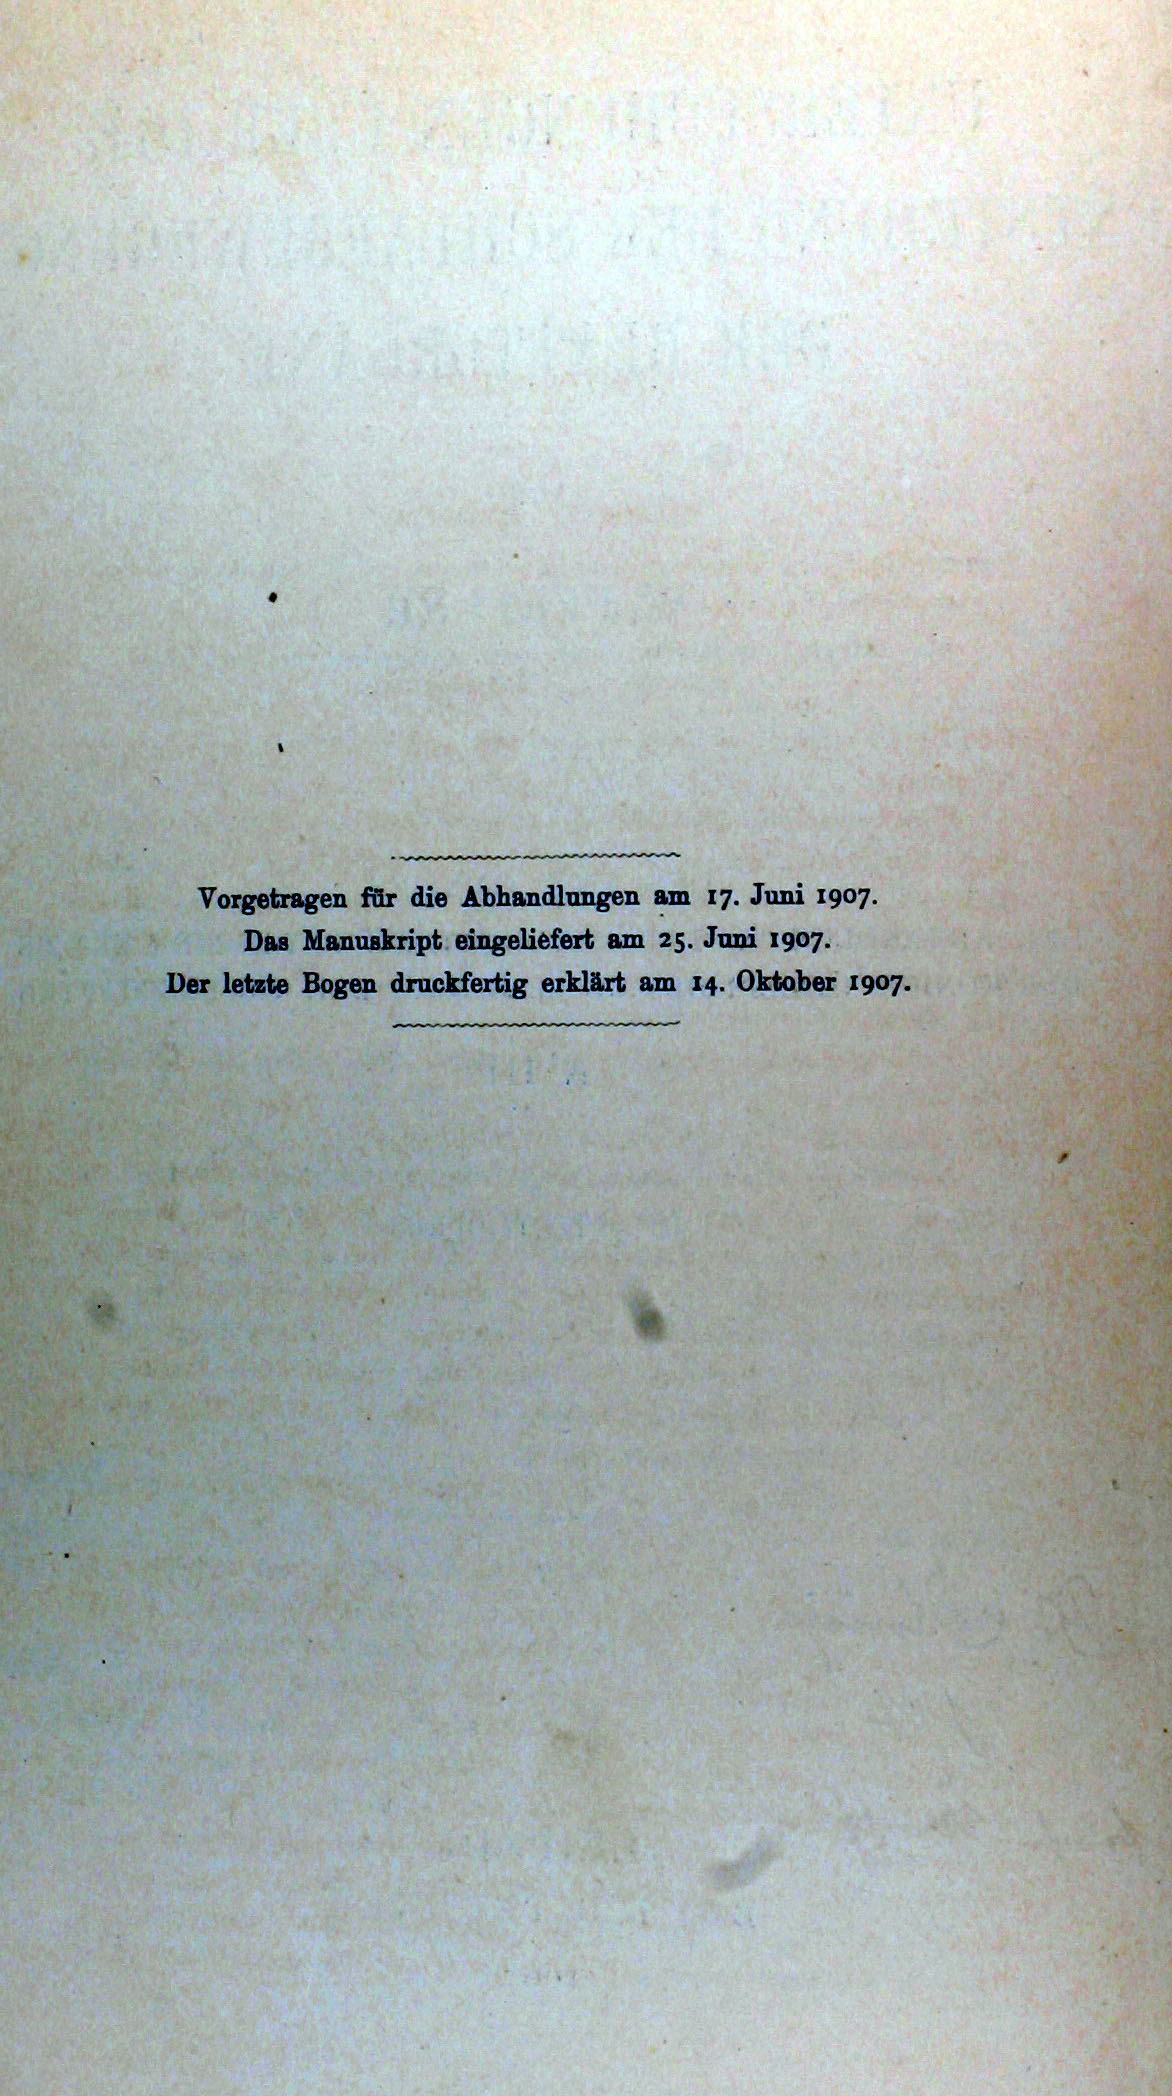 Vorgetragen für die Abhandlungen am 17. Juni 1907.
Das Manuskript eingeliefert am 25. Juni 1907.
Der letzte Bogen druckfertig erklärt am 14. Oktober 1907.